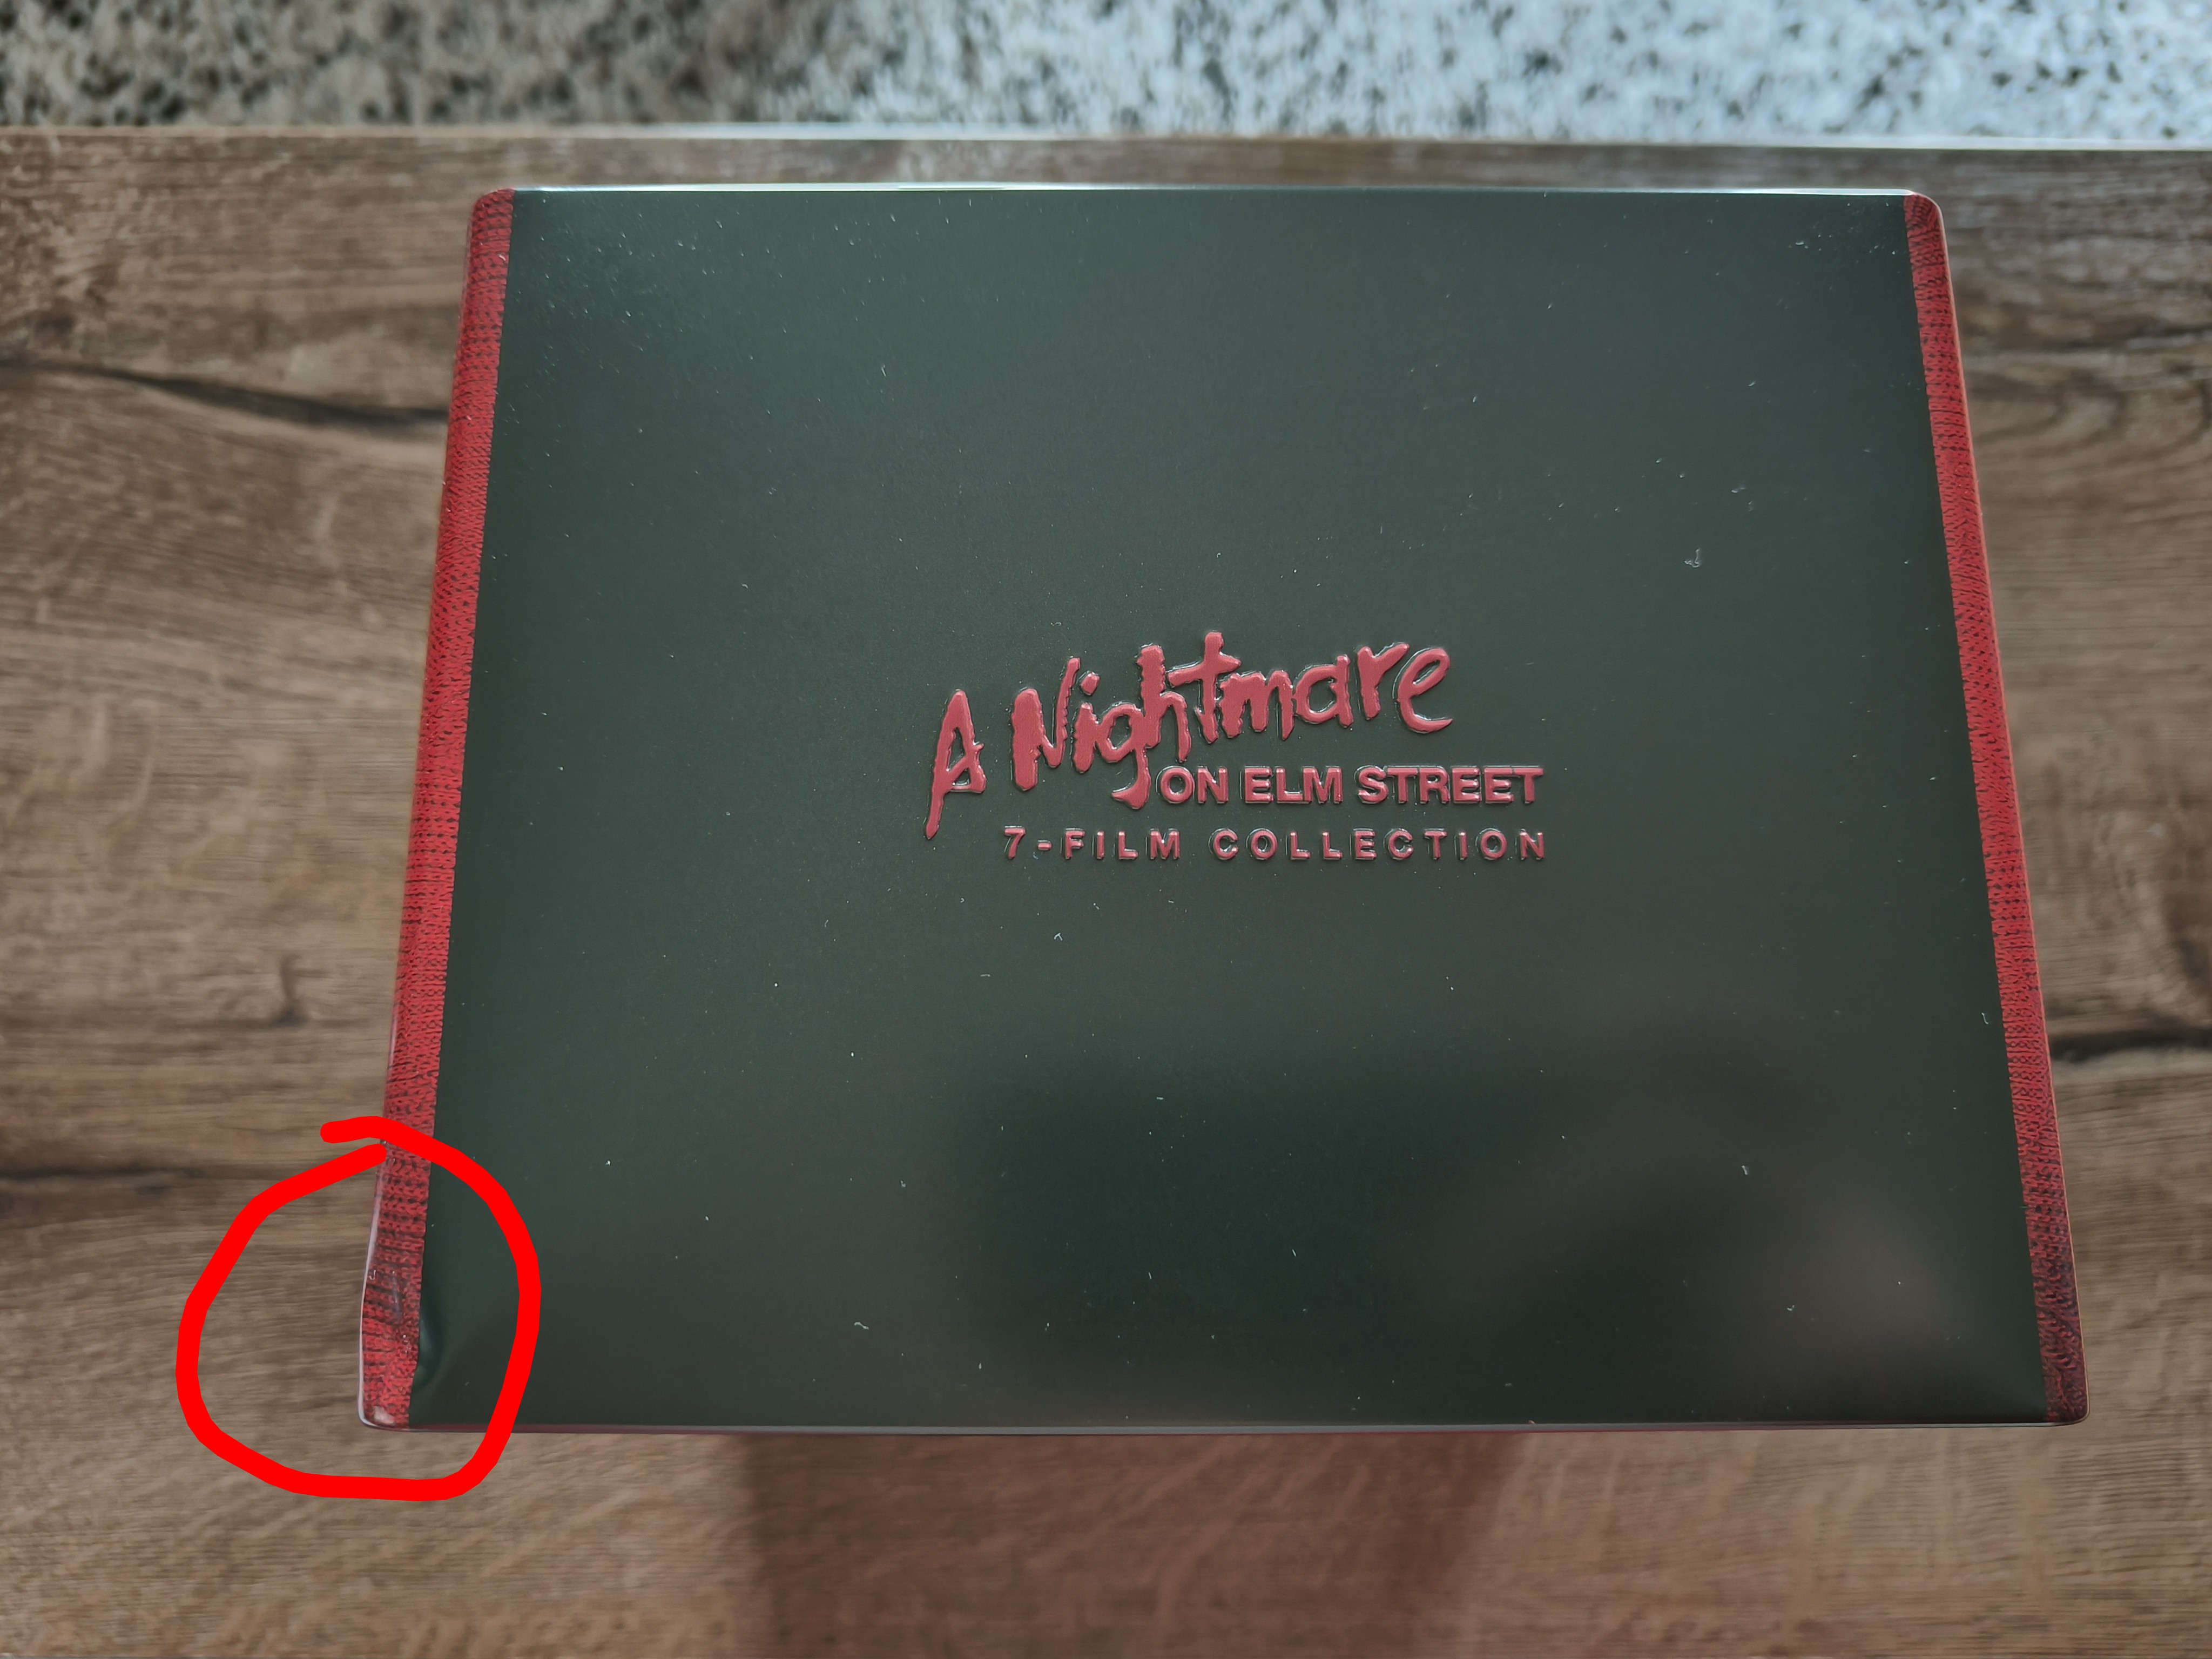 A Nightmare
ON ELM STREET
7-FILM COLLECTION